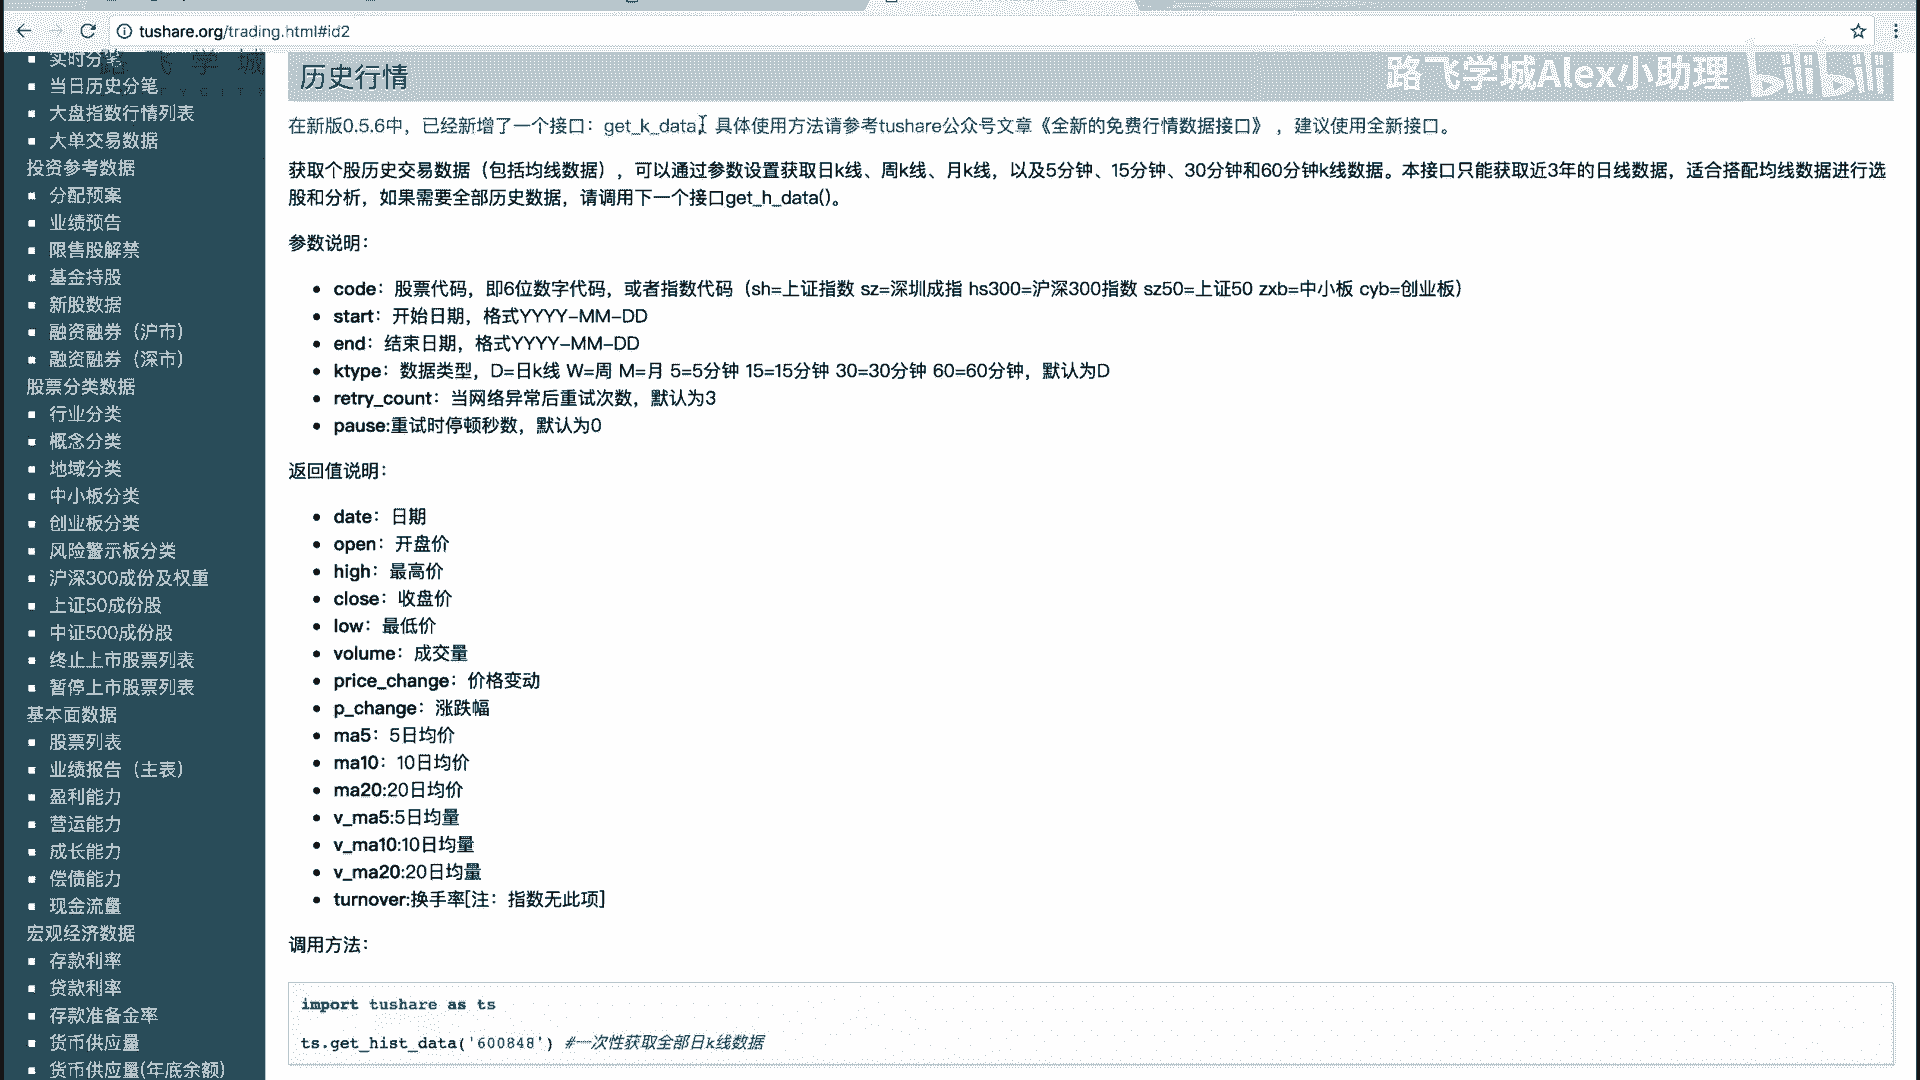 tushare.org/trading.html#id2
路飞学城Alex小助理 bilibili
实时分笔
当日历史分笔
大盘指数行情列表
大单交易数据
投资参考数据
分配预案
业绩预告
限售股解禁
基金持股
新股数据
融资融券（沪市）
融资融券（深市）
股票分类数据
行业分类
概念分类
地域分类
中小板分类
创业板分类
风险警示板分类
沪深300成份及权重
上证50成份股
中证500成份股
终止上市股票列表
暂停上市股票列表
基本面数据
股票列表
业绩报告（主表）
盈利能力
营运能力
成长能力
偿债能力
现金流量
宏观经济数据
存款利率
贷款利率
存款准备金率
货币供应量
货币供应量(年底余额)
历史行情
在新版0.5.6中，已经新增了一个接口：get_k_data，具体使用方法请参考tushare公众号文章《全新的免费行情数据接口》 ，建议使用全新接口。
获取个股历史交易数据（包括均线数据），可以通过参数设置获取日k线、周k线、月k线，以及5分钟、15分钟、30分钟和60分钟k线数据。本接口只能获取近3年的日线数据，适合搭配均线数据进行选
股和分析，如果需要全部历史数据，请调用下一个接口get_h_data()。
参数说明：
code：股票代码，即6位数字代码，或者指数代码（sh=上证指数 sz=深圳成指 hs300=沪深300指数 sz50=上证50 zxb=中小板 cyb=创业板）
start：开始日期，格式YYYY-MM-DD
end：结束日期，格式YYYY-MM-DD
ktype：数据类型，D=日k线 W=周 M=月 5=5分钟 15=15分钟 30=30分钟 60=60分钟，默认为D
retry_count：当网络异常后重试次数，默认为3
pause:重试时停顿秒数，默认为0
返回值说明：
date：日期
open：开盘价
high：最高价
close：收盘价
low：最低价
volume：成交量
price_change：价格变动
p_change：涨跌幅
ma5：5日均价
ma10：10日均价
ma20:20日均价
v_ma5:5日均量
v_ma10:10日均量
v_ma20:20日均量
turnover:换手率[注：指数无此项]
调用方法：
import tushare as ts
ts.get_hist_data('600848') #一次性获取全部日k线数据